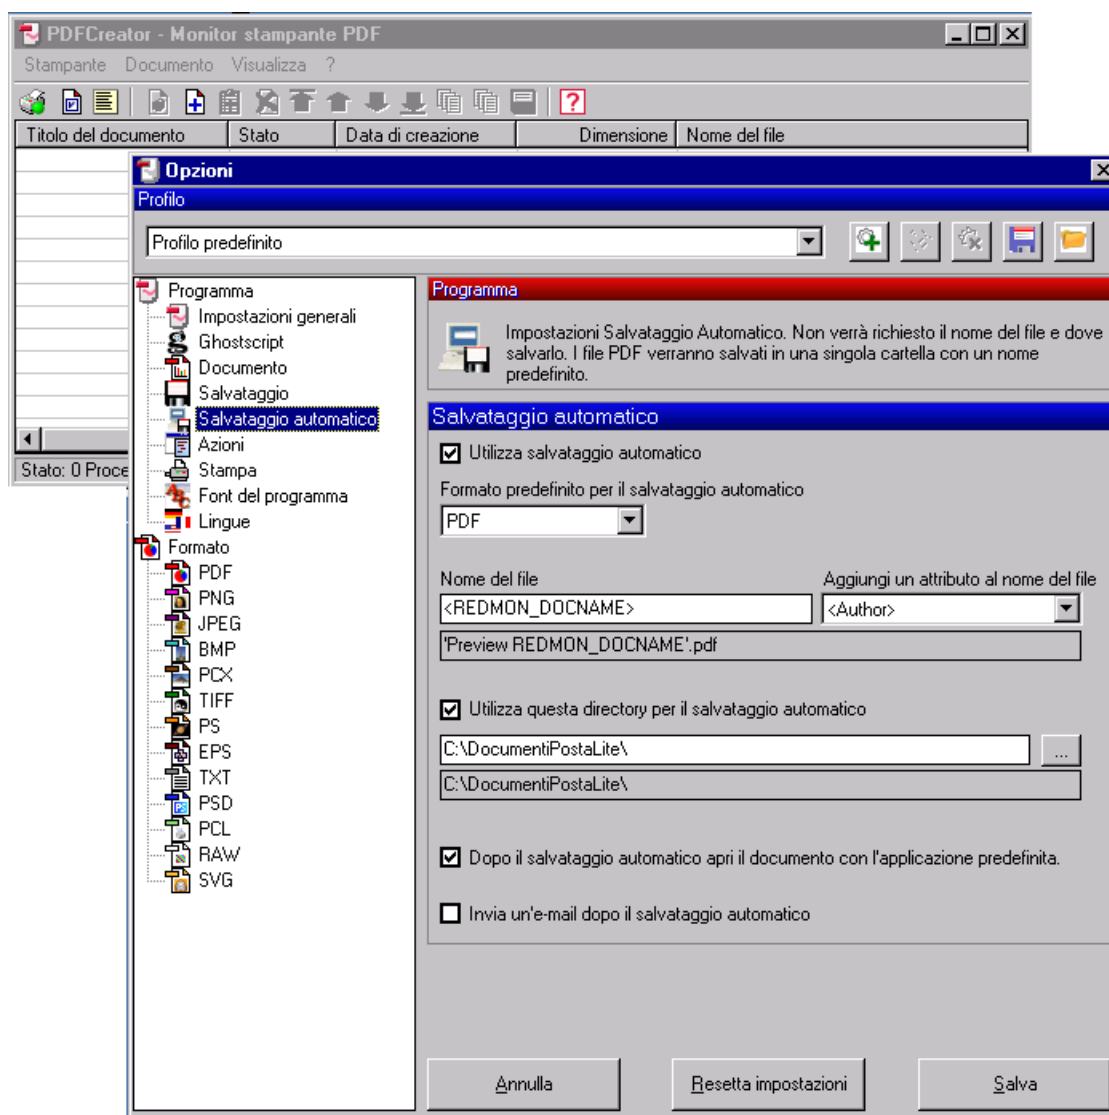 PDFCreator - Monitor stampante PDF
Stampante Documento Visualizza ?
Titolo del documento Stato Data di creazione Dimensione Nome del file
Stato: 0 Proce
Opzioni
Profilo
Profilo predefinito
Programma
Impostazioni generali
Ghostscript
Documento
Salvataggio
Salvataggio automatico
Azioni
Stampa
Font del programma
Lingue
Formato
PDF
PNG
JPEG
BMP
PCX
TIFF
PS
EPS
TXT
PSD
PCL
RAW
SVG
Programma
Impostazioni Salvataggio Automatico. Non verrà richiesto il nome del file e dove
salvarlo. I file PDF verranno salvati in una singola cartella con un nome
predefinito.
Salvataggio automatico
Utilizza salvataggio automatico
Formato predefinito per il salvataggio automatico
PDF
Nome del file Aggiungi un attributo al nome del file
<REDMON_DOCNAME> <Author>
'Preview REDMON_DOCNAME'.pdf
Utilizza questa directory per il salvataggio automatico
C:\DocumentiPostaLite\
...
C:\DocumentiPostaLite\
Dopo il salvataggio automatico apri il documento con l'applicazione predefinita.
Invia un'e-mail dopo il salvataggio automatico
Annulla Resetta impostazioni Salva